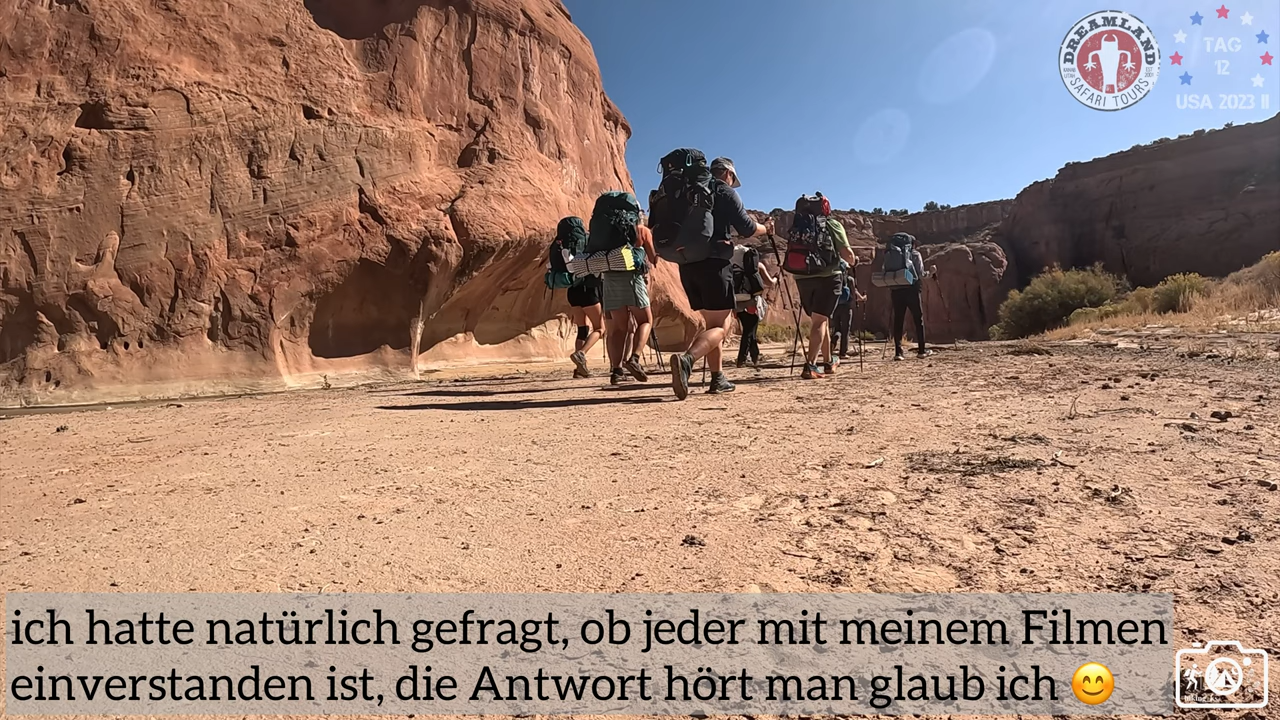 DREAMLAND
SAFARI TOURS
TAG
12
USA 2023 II
ich hatte natürlich gefragt, ob jeder mit meinem Filmen
einverstanden ist, die Antwort hört man glaub ich 😊